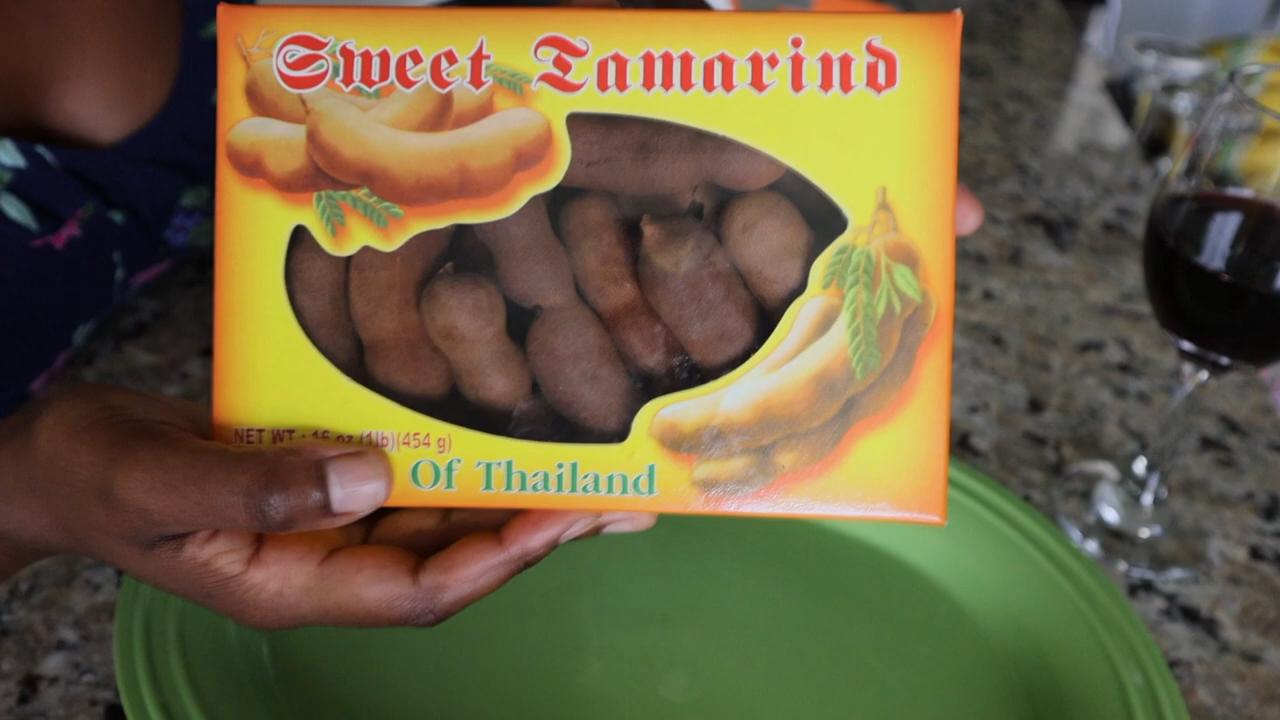 Sweet Tamarind
NET WT : 16 oz (1lb)(454 g)
Of Thailand